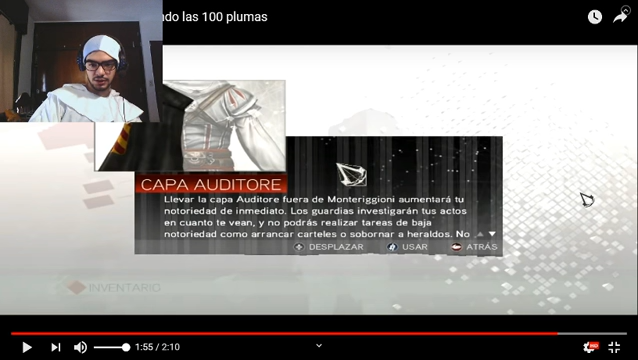 do las 100 plumas
CAPA AUDITORE
Llevar la capa Auditore fuera de Monteriggioni aumentará tu
notoriedad de inmediato. Los guardias investigarán tus actos
en cuanto te vean, y no podrás realizar tareas de baja
notoriedad como arrancar carteles o sobornar a heraldos. No
DESPLAZAR USAR ATRÁS
INVENTARIO
1:55 / 2:10